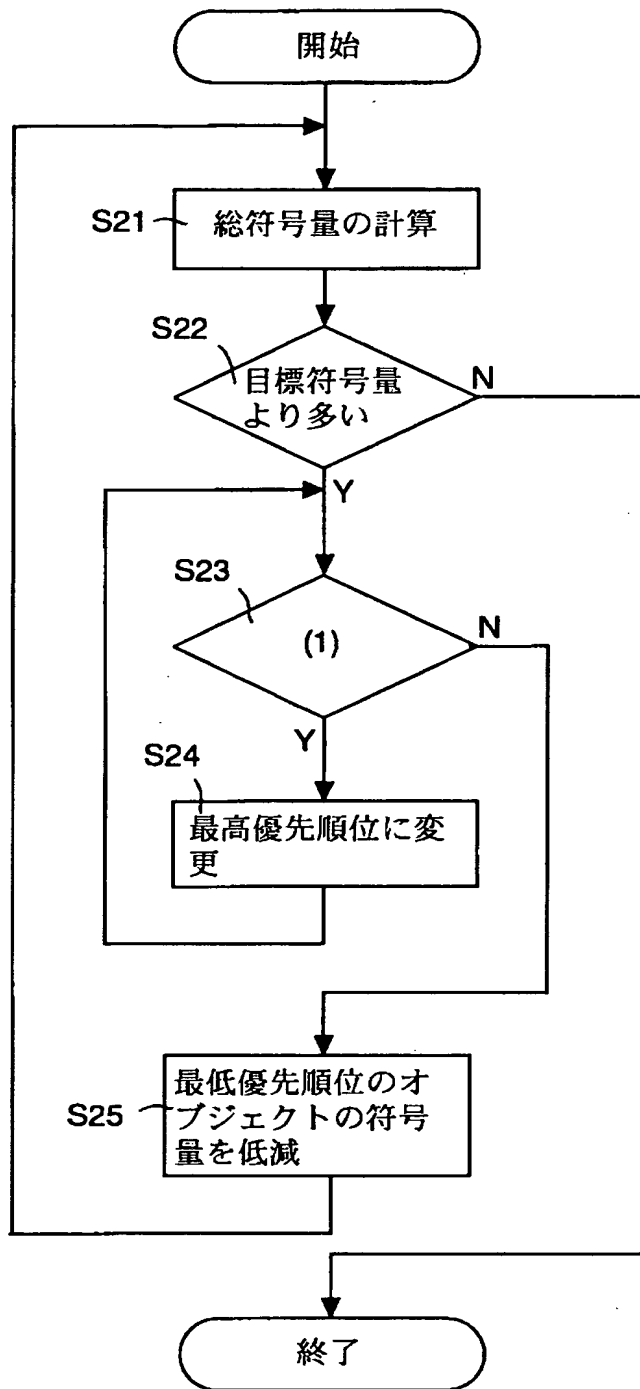 開始
S21
総符号量の計算
S22
目標符号量
より多い
N
Y
S23
(1)
N
Y
S24
最高優先順位に変
更
S25
最低優先順位のオ
ブジェクトの符号
量を低減
終了